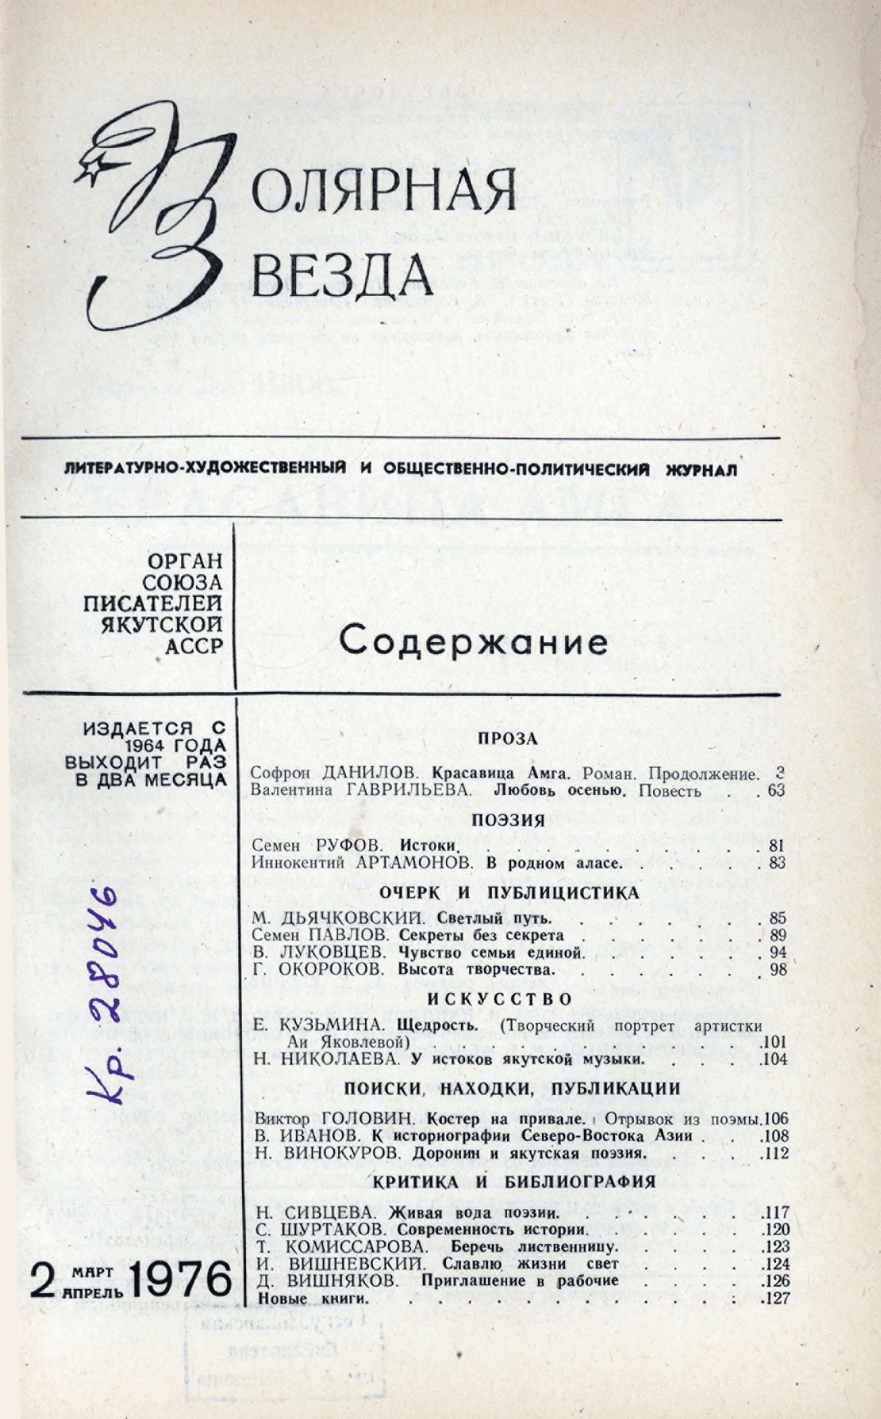 ПОЛЯРНАЯ
ЗВЕЗДА
ЛИТЕРАТУРНО-ХУДОЖЕСТВЕННЫЙ И ОБЩЕСТВЕННО-ПОЛИТИЧЕСКИЙ ЖУРНАЛ
ОРГАН
СОЮЗА
ПИСАТЕЛЕЙ
ЯКУТСКОЙ
АССР
Содержание
ИЗДАЕТСЯ С
1964 ГОДА
ВЫХОДИТ РАЗ
В ДВА МЕСЯЦА
ПРОЗА
Софрон ДАНИЛОВ. Красавица Амга. Роман. Продолжение. 3
Валентина ГАВРИЛЬЕВА. Любовь осенью. Повесть . . 63
ПОЭЗИЯ
Семен РУФОВ. Истоки. . . . . . . . . . 81
Иннокентий АРТАМОНОВ. В родном аласе. . . . . . 83
ОЧЕРК И ПУБЛИЦИСТИКА
М. ДЬЯЧКОВСКИЙ. Светлый путь. . . . . . . . 85
Семен ПАВЛОВ. Секреты без секрета . . . . . . . 89
В. ЛУКОВЦЕВ. Чувство семьи единой. . . . . . . 94
Г. ОКОРОКОВ. Высота творчества. . . . . . . . 98
ИСКУССТВО
Е. КУЗЬМИНА. Щедрость. (Творческий портрет артистки
Аи Яковлевой) . . . . . . . . . . . .101
Н. НИКОЛАЕВА. У истоков якутской музыки. . . . .104
ПОИСКИ, НАХОДКИ, ПУБЛИКАЦИИ
Виктор ГОЛОВИН. Костер на привале. Отрывок из поэмы.106
В. ИВАНОВ. К историографии Северо-Востока Азии . . .108
Н. ВИНОКУРОВ. Доронин и якутская поэзия. . . . .112
КРИТИКА И БИБЛИОГРАФИЯ
Н. СИВЦЕВА. Живая вода поэзии. . . . . . . .117
С. ШУРТАКОВ. Современность истории. . . . . . .120
Т. КОМИССАРОВА. Беречь лиственницу. . . . . .123
И. ВИШНЕВСКИЙ. Славлю жизни свет . . . . .124
Д. ВИШНЯКОВ. Приглашение в рабочие . . . . .126
Новые книги. . . . . . . . . . . . . .127
Кр. 28046
2 МАРТ АПРЕЛЬ 1976